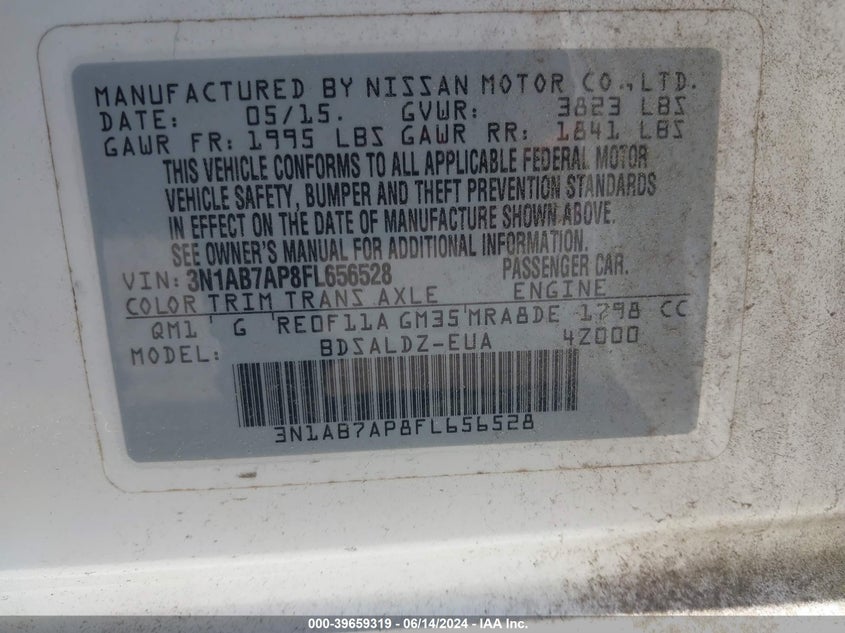 MANUFACTURED BY NISSAN MOTOR CO., LTD.
DATE: 05/15. GVWR: 3823 LBS
GAWR FR: 1995 LBS GAWR RR: 1841 LBS
THIS VEHICLE CONFORMS TO ALL APPLICABLE FEDERAL MOTOR
VEHICLE SAFETY, BUMPER AND THEFT PREVENTION STANDARDS
IN EFFECT ON THE DATE OF MANUFACTURE SHOWN ABOVE.
SEE OWNER'S MANUAL FOR ADDITIONAL INFORMATION.
VIN: 3N1AB7AP8FL656528 PASSENGER CAR.
COLOR TRIM TRANS AXLE ENGINE
QM1 G RE0F11A GM35 MRA8DE 1798 CC
MODEL: BDSALDZ-EUA 4Z000
3N1AB7AP8FL656528
000-39659319 - 06/14/2024 - IAA Inc.